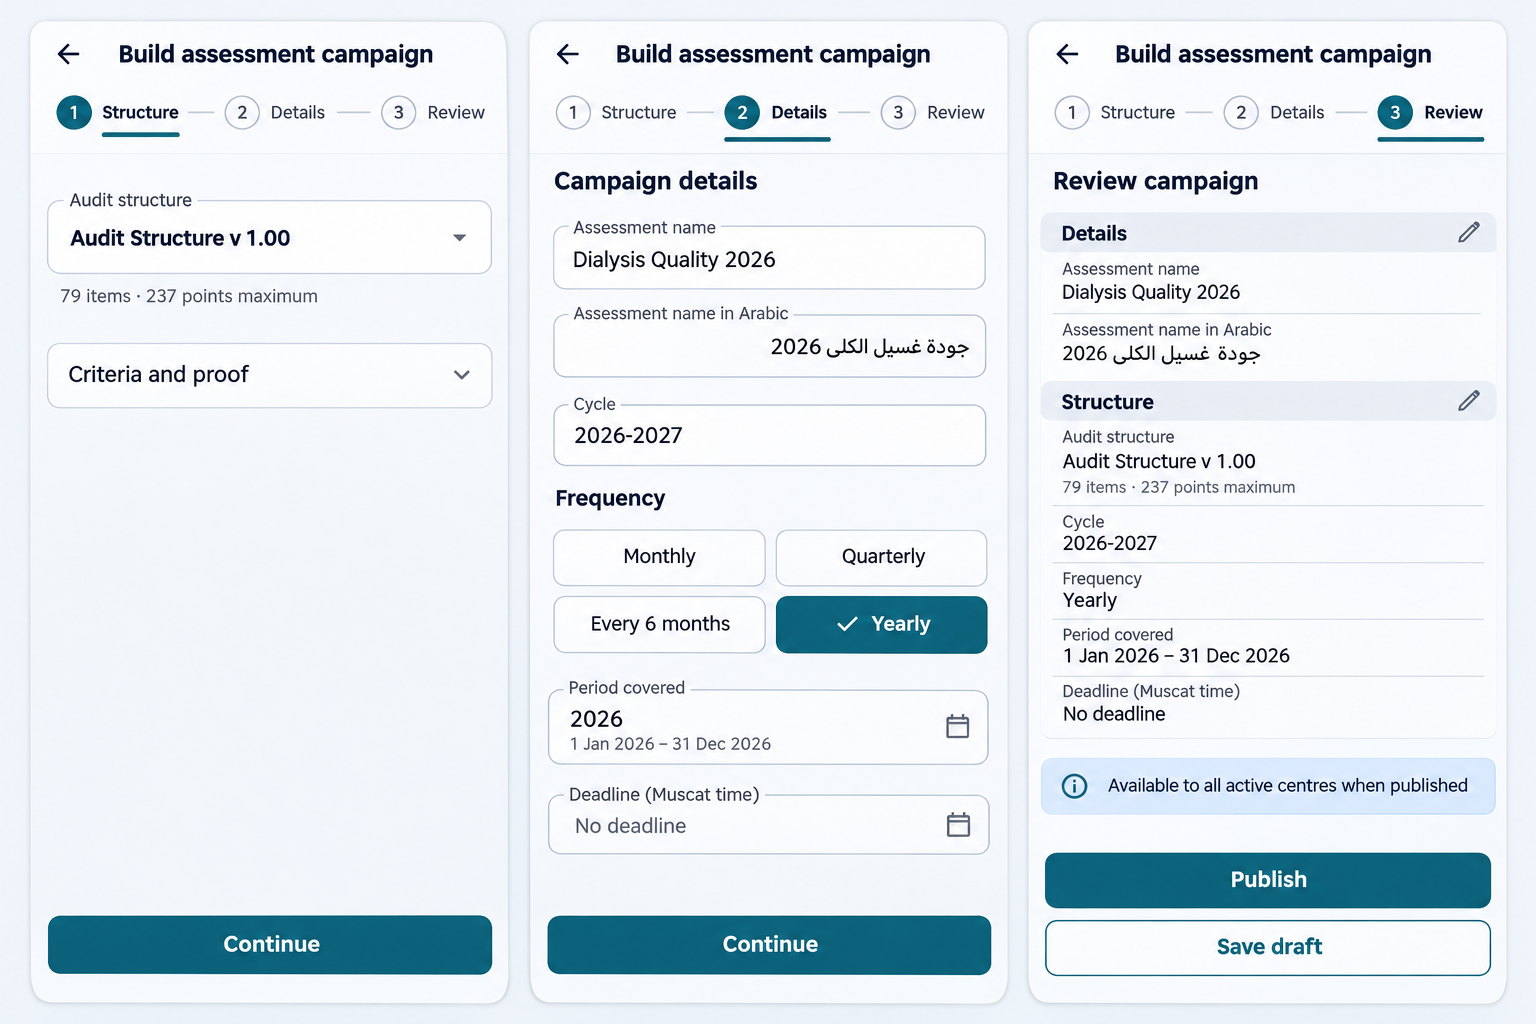 Build assessment campaign
1 Structure 2 Details 3 Review
Audit structure
Audit Structure v 1.00
79 items · 237 points maximum
Criteria and proof
Continue
Build assessment campaign
1 Structure 2 Details 3 Review
Campaign details
Assessment name
Dialysis Quality 2026
Assessment name in Arabic
جودة غسيل الكلى 2026
Cycle
2026-2027
Frequency
Monthly Quarterly
Every 6 months Yearly
Period covered
2026
1 Jan 2026 – 31 Dec 2026
Deadline (Muscat time)
No deadline
Continue
Build assessment campaign
1 Structure 2 Details 3 Review
Review campaign
Details
Assessment name
Dialysis Quality 2026
Assessment name in Arabic
جودة غسيل الكلى 2026
Structure
Audit structure
Audit Structure v 1.00
79 items · 237 points maximum
Cycle
2026-2027
Frequency
Yearly
Period covered
1 Jan 2026 – 31 Dec 2026
Deadline (Muscat time)
No deadline
Available to all active centres when published
Publish
Save draft